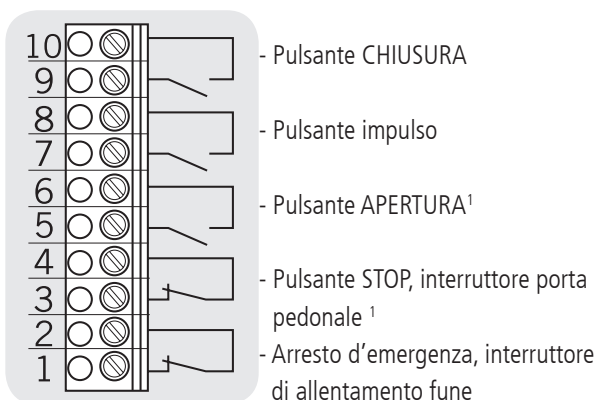 10
- Pulsante CHIUSURA
9
8
- Pulsante impulso
7
6
- Pulsante APERTURA¹
5
4
- Pulsante STOP, interruttore porta
3
pedonale ¹
2
- Arresto d’emergenza, interruttore
1
di allentamento fune